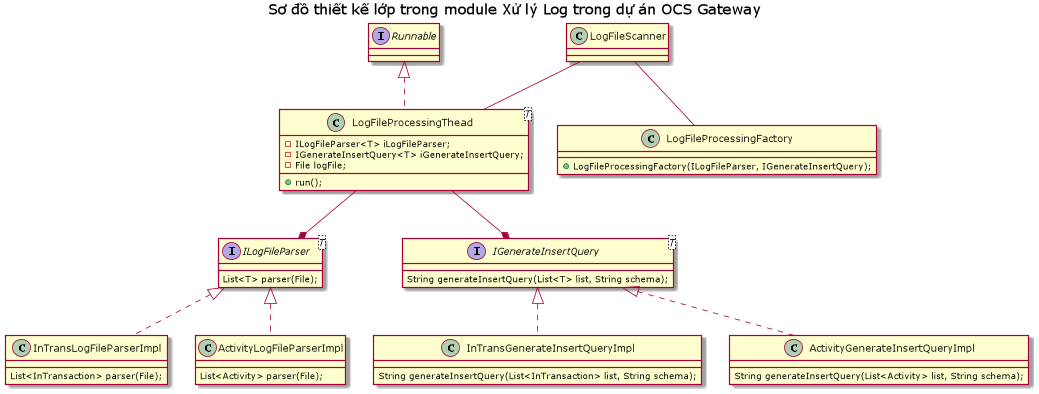 Sơ đồ thiết kế lớp trong module Xử lý Log trong dự án OCS Gateway
I Runnable
C LogFileScanner
C LogFileProcessingThead T
ILogFileParser<T> iLogFileParser;
IGenerateInsertQuery<T> iGenerateInsertQuery;
File logFile;
run();
C LogFileProcessingFactory
LogFileProcessingFactory(ILogFileParser, IGenerateInsertQuery);
I ILogFileParser T
List<T> parser(File);
I IGenerateInsertQuery T
String generateInsertQuery(List<T> list, String schema);
C InTransLogFileParserImpl
List<InTransaction> parser(File);
C ActivityLogFileParserImpl
List<Activity> parser(File);
C InTransGenerateInsertQueryImpl
String generateInsertQuery(List<InTransaction> list, String schema);
C ActivityGenerateInsertQueryImpl
String generateInsertQuery(List<Activity> list, String schema);